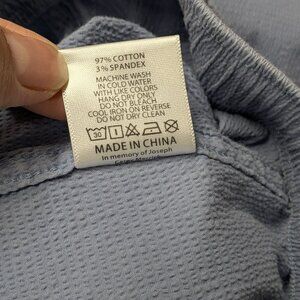 97% COTTON
3% SPANDEX
MACHINE WASH
IN COLD WATER
WITH LIKE COLORS
HANG DRY ONLY
DO NOT BLEACH
COOL IRON ON REVERSE
DO NOT DRY CLEAN
30
MADE IN CHINA
In memory of Joseph